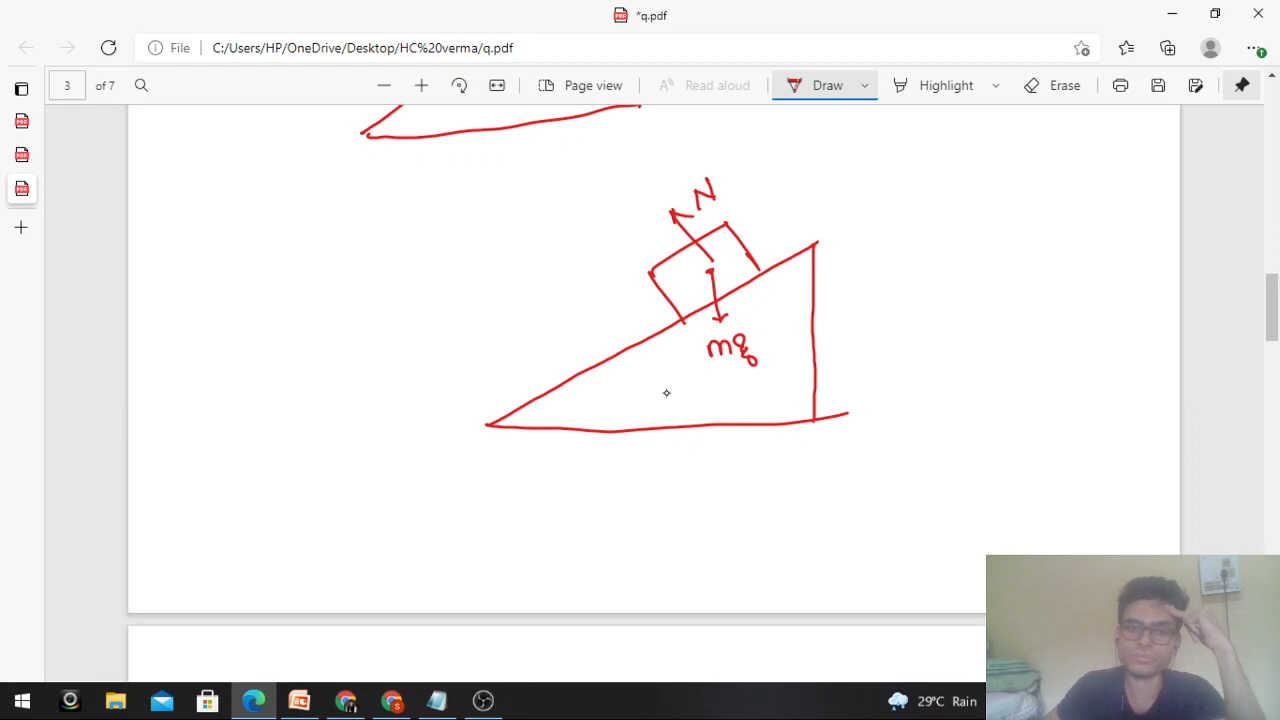 *q.pdf
File C:/Users/HP/OneDrive/Desktop/HC%20verma/q.pdf
3 of 7 Page view Read aloud Draw Highlight Erase
N
mg
29°C Rain